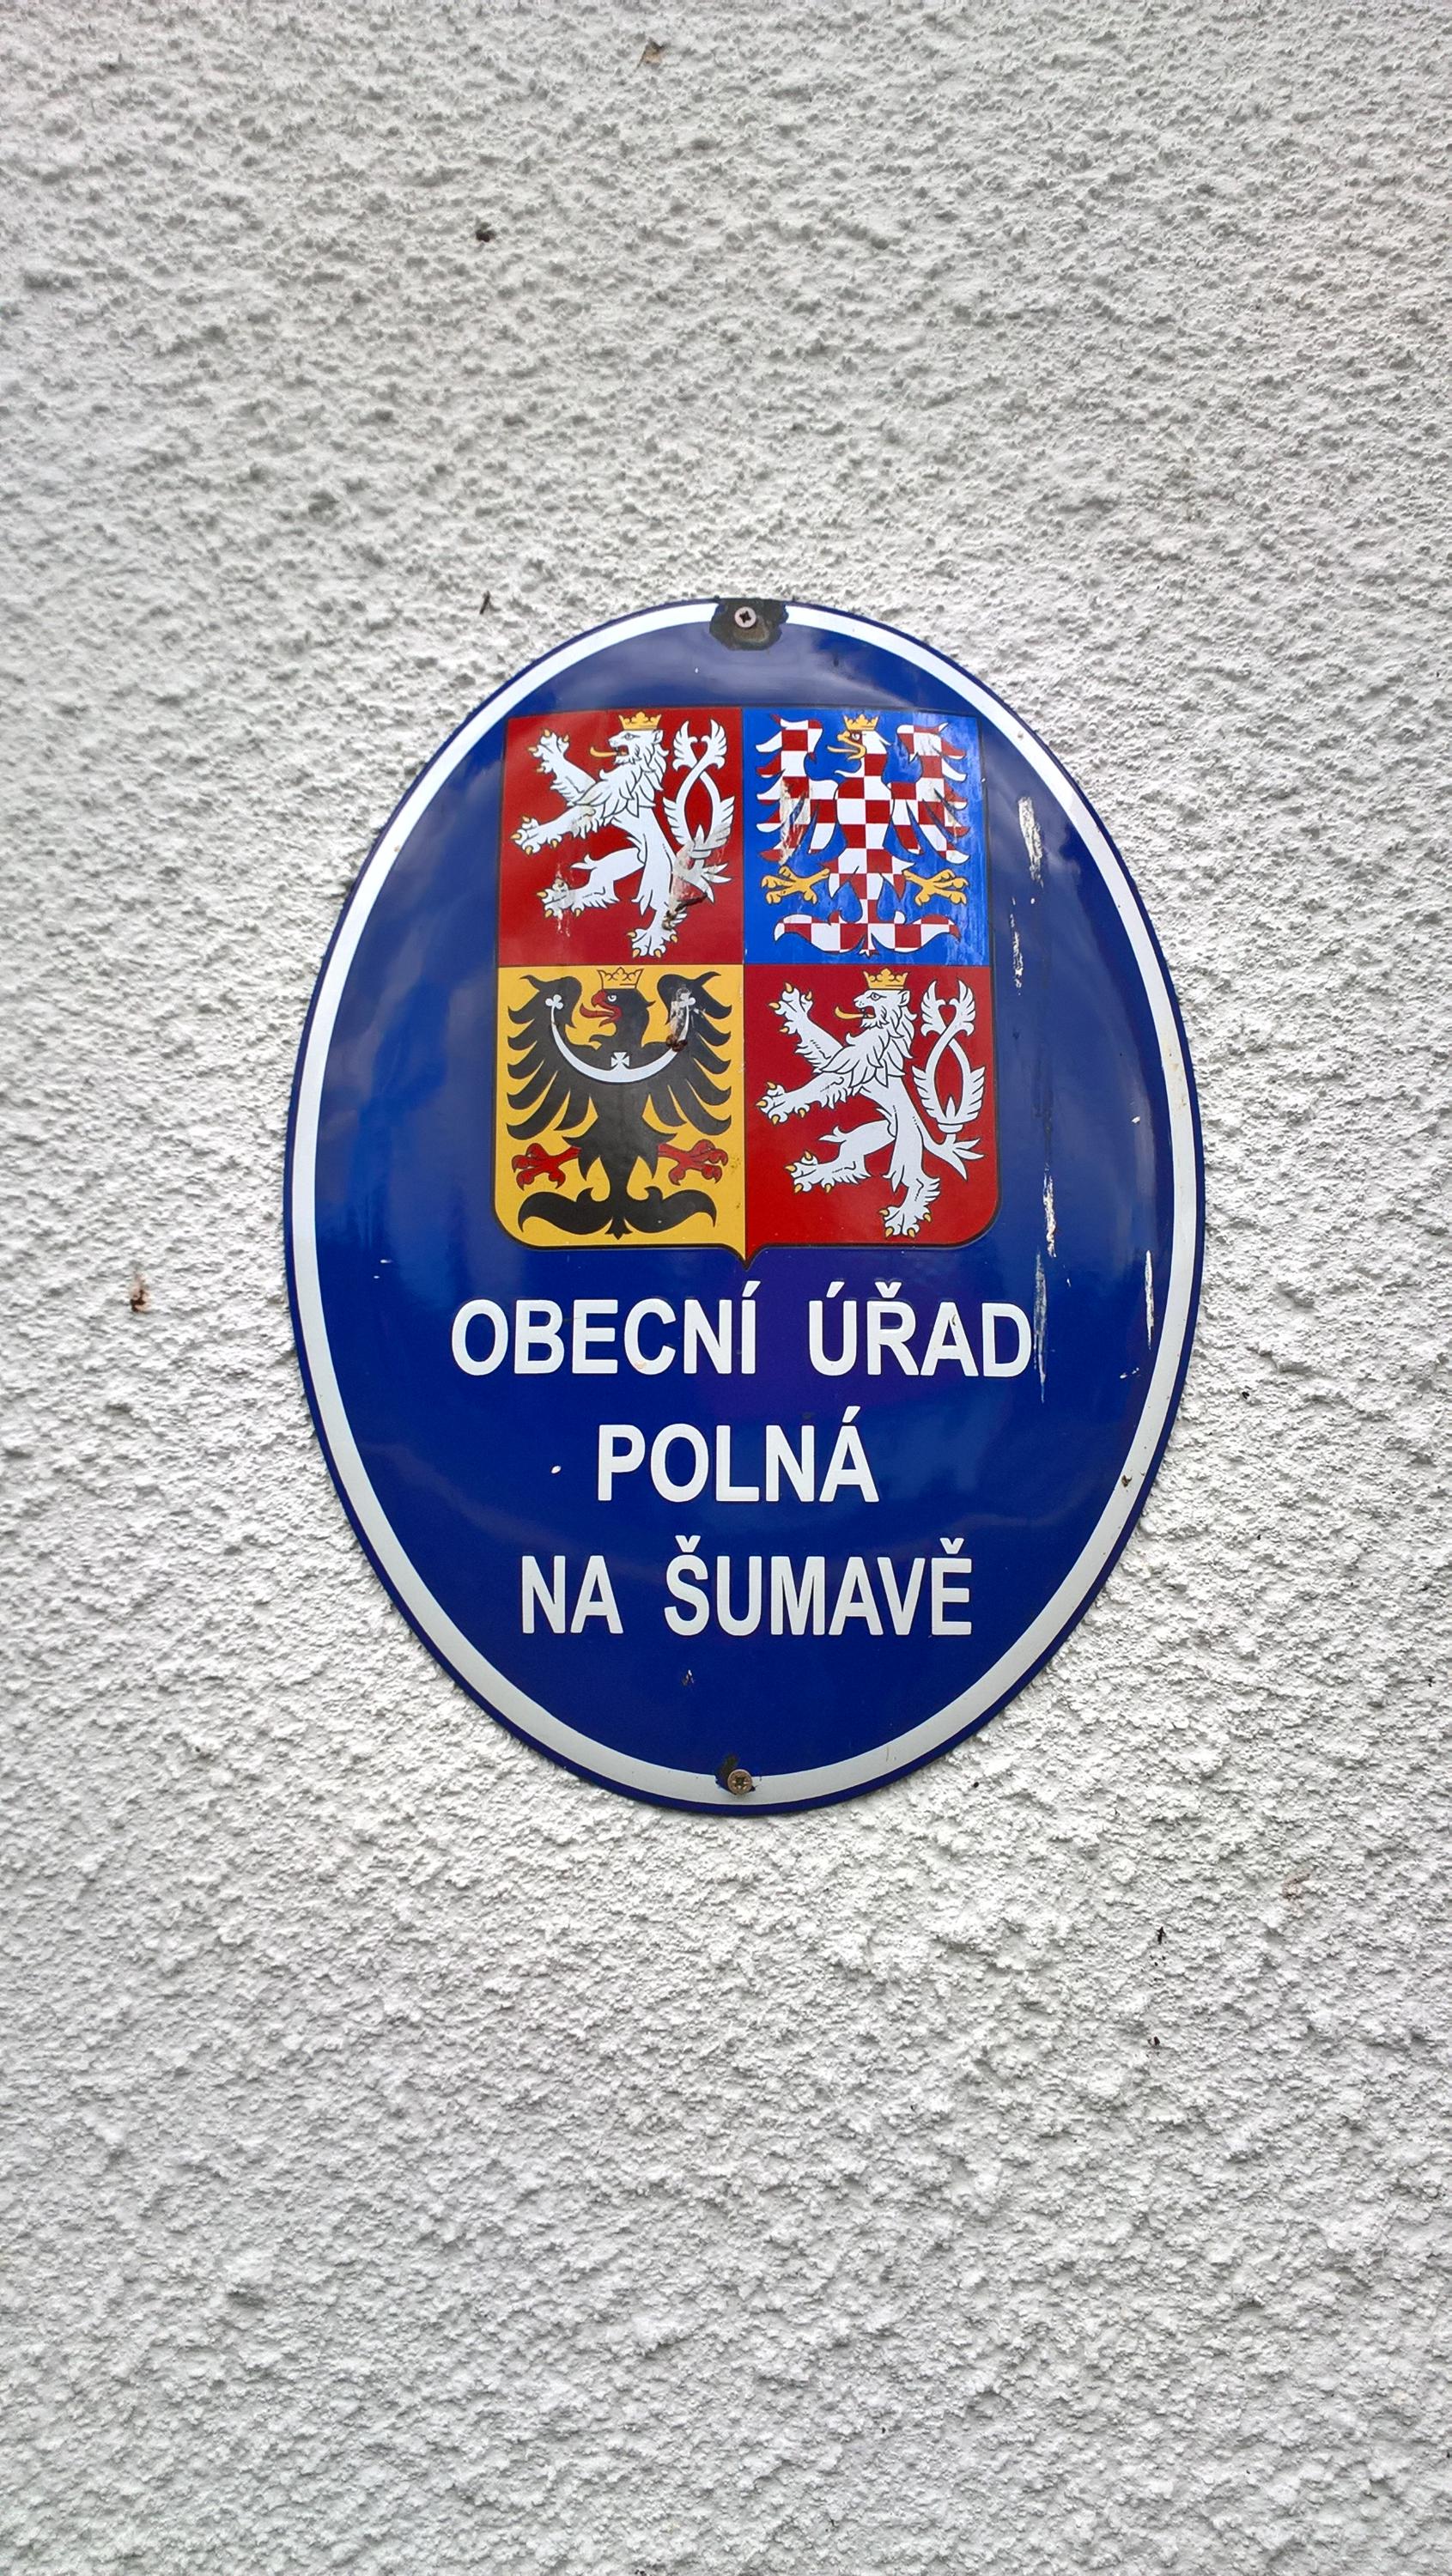 OBECNÍ ÚŘAD
POLNÁ
NA ŠUMAVĚ